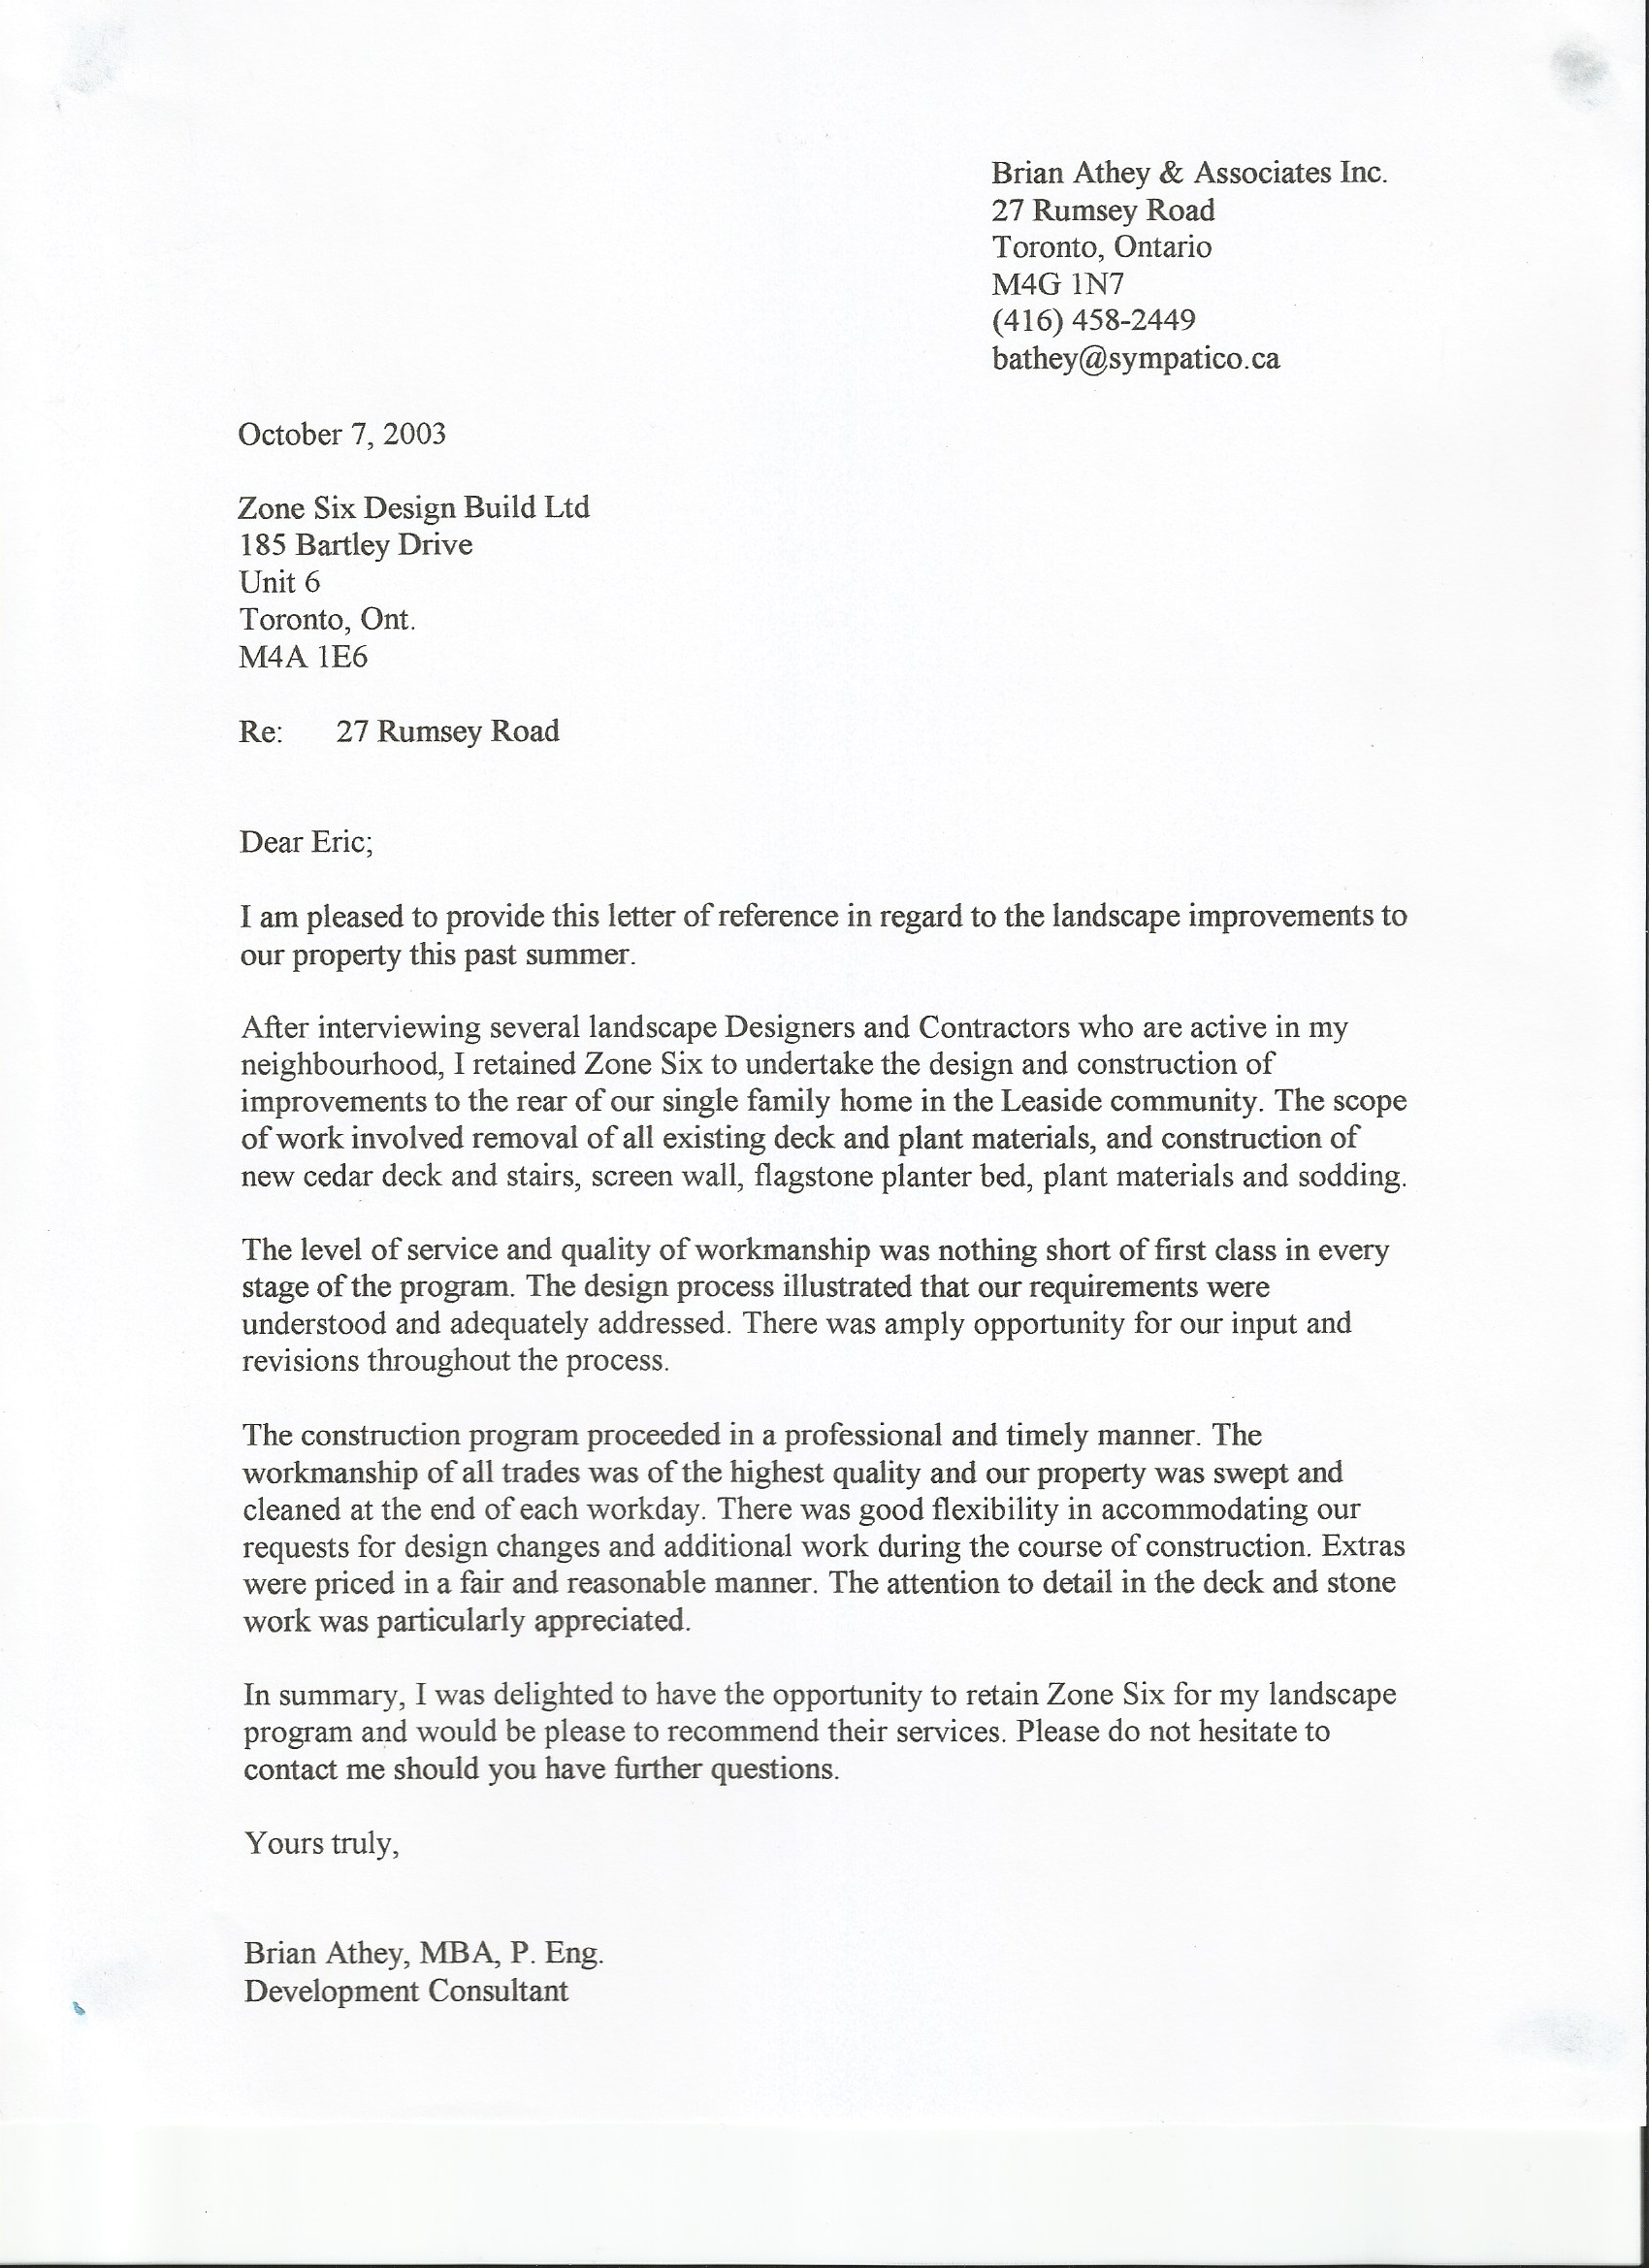 Brian Athey & Associates Inc.
27 Rumsey Road
Toronto, Ontario
M4G 1N7
(416) 458-2449
bathey@sympatico.ca
October 7, 2003
Zone Six Design Build Ltd
185 Bartley Drive
Unit 6
Toronto, Ont.
M4A 1E6
Re: 27 Rumsey Road
Dear Eric;
I am pleased to provide this letter of reference in regard to the landscape improvements to
our property this past summer.
After interviewing several landscape Designers and Contractors who are active in my
neighbourhood, I retained Zone Six to undertake the design and construction of
improvements to the rear of our single family home in the Leaside community. The scope
of work involved removal of all existing deck and plant materials, and construction of
new cedar deck and stairs, screen wall, flagstone planter bed, plant materials and sodding.
The level of service and quality of workmanship was nothing short of first class in every
stage of the program. The design process illustrated that our requirements were
understood and adequately addressed. There was amply opportunity for our input and
revisions throughout the process.
The construction program proceeded in a professional and timely manner. The
workmanship of all trades was of the highest quality and our property was swept and
cleaned at the end of each workday. There was good flexibility in accommodating our
requests for design changes and additional work during the course of construction. Extras
were priced in a fair and reasonable manner. The attention to detail in the deck and stone
work was particularly appreciated.
In summary, I was delighted to have the opportunity to retain Zone Six for my landscape
program and would be please to recommend their services. Please do not hesitate to
contact me should you have further questions.
Yours truly,
Brian Athey, MBA, P. Eng.
Development Consultant